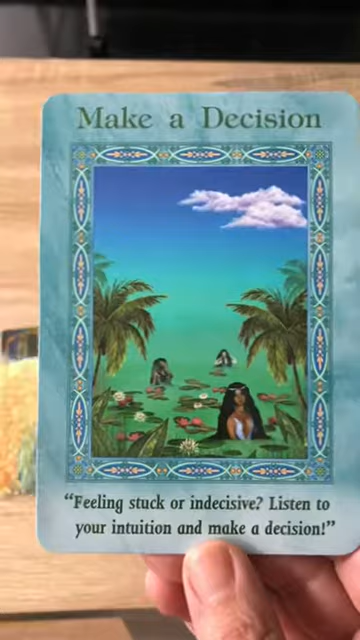 Make a Decision
“Feeling stuck or indecisive? Listen to
your intuition and make a decision!”